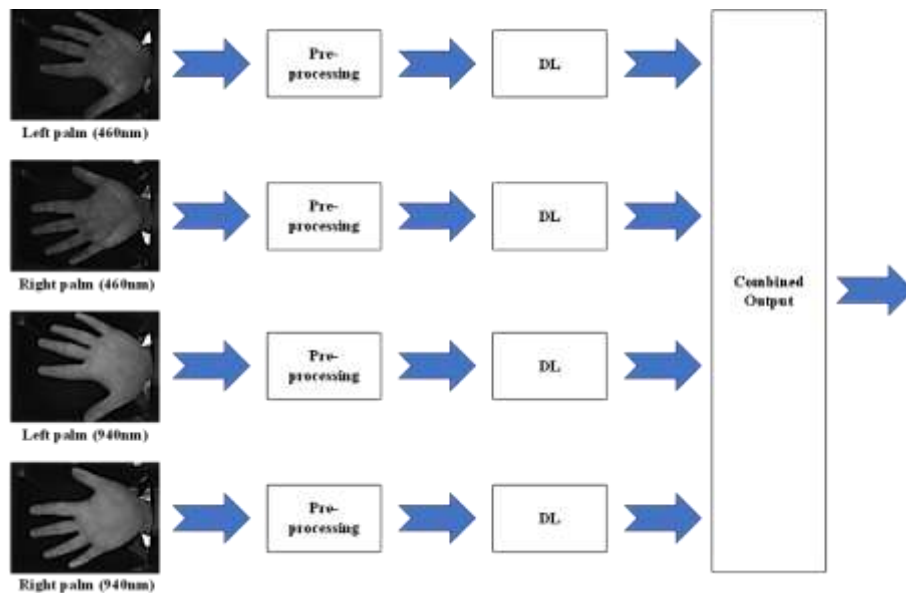 Pre-
processing
DL
Left palm (460nm)
Pre-
processing
DL
Right palm (460nm)
Combined
Output
Pre-
processing
DL
Left palm (940nm)
Pre-
processing
DL
Right palm (940nm)